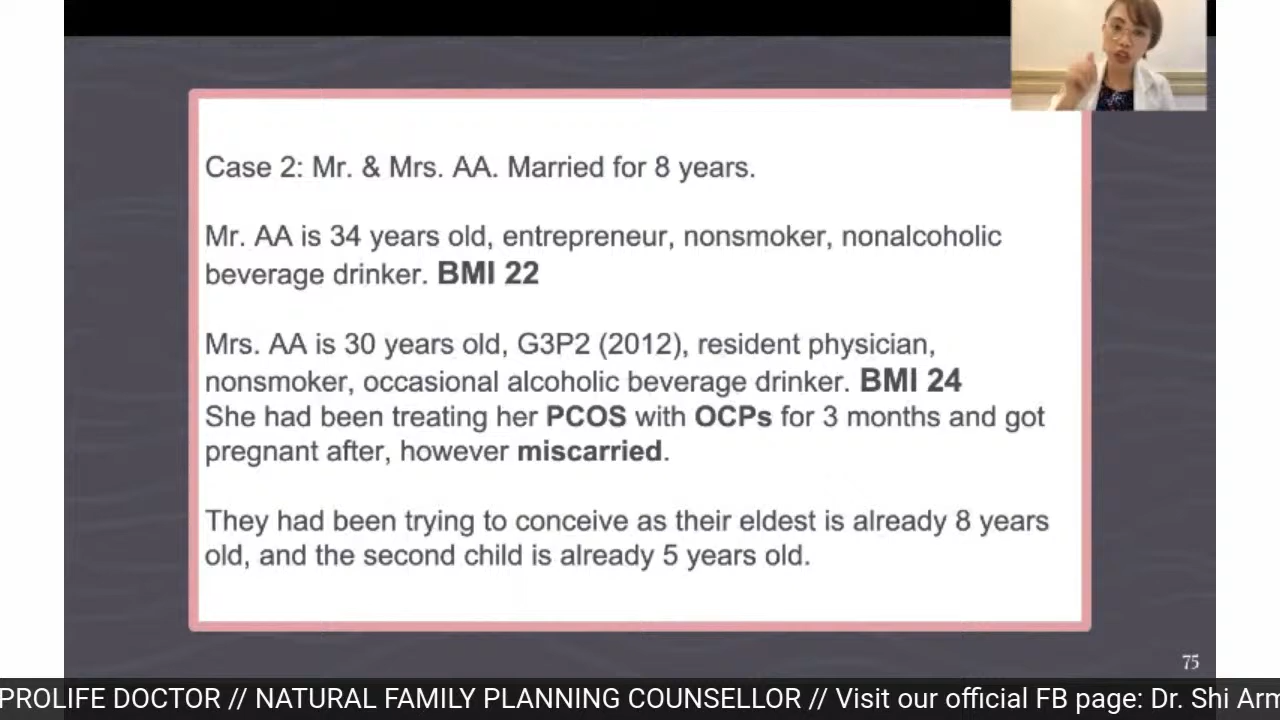 Case 2: Mr. & Mrs. AA. Married for 8 years.
Mr. AA is 34 years old, entrepreneur, nonsmoker, nonalcoholic
beverage drinker. BMI 22
Mrs. AA is 30 years old, G3P2 (2012), resident physician,
nonsmoker, occasional alcoholic beverage drinker. BMI 24
She had been treating her PCOS with OCPs for 3 months and got
pregnant after, however miscarried.
They had been trying to conceive as their eldest is already 8 years
old, and the second child is already 5 years old.
75
PROLIFE DOCTOR // NATURAL FAMILY PLANNING COUNSELLOR // Visit our official FB page: Dr. Shi Arm